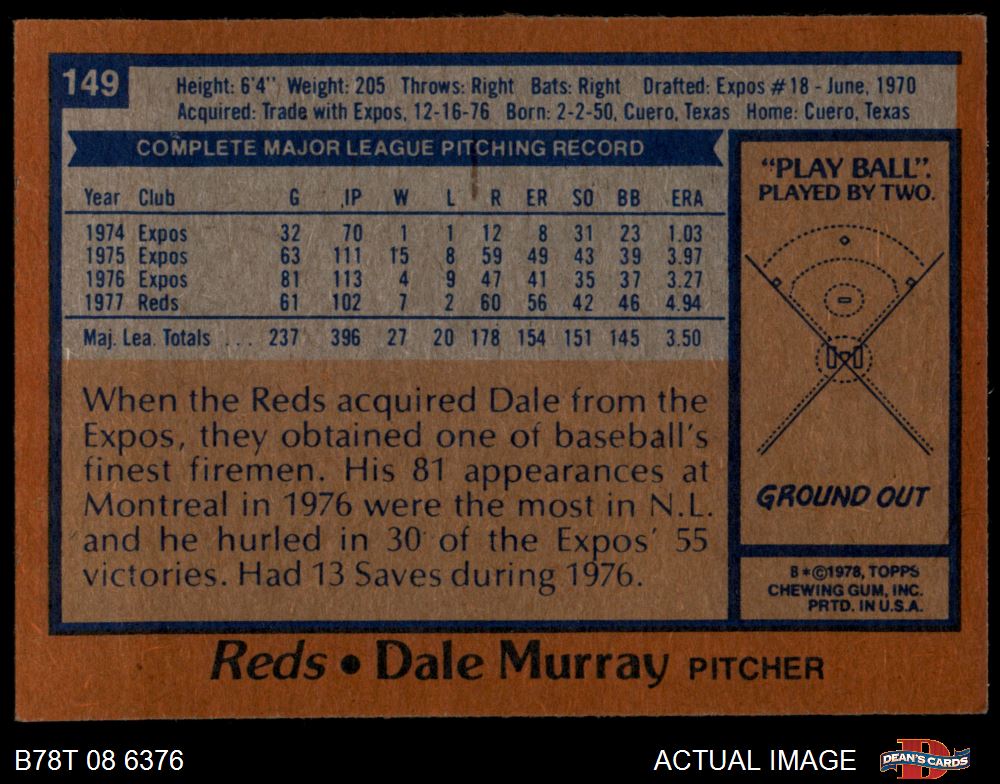 149
Height: 6'4" Weight: 205 Throws: Right Bats: Right Drafted: Expos #18 - June, 1970
Acquired: Trade with Expos, 12-16-76 Born: 2-2-50, Cuero, Texas Home: Cuero, Texas
COMPLETE MAJOR LEAGUE PITCHING RECORD
Year Club G IP W L R ER SO BB ERA
1974 Expos 32 70 1 1 12 8 31 23 1.03
1975 Expos 63 111 15 8 59 49 43 39 3.97
1976 Expos 81 113 4 9 47 41 35 37 3.27
1977 Reds 61 102 7 2 60 56 42 46 4.94
Maj. Lea. Totals ... 237 396 27 20 178 154 151 145 3.50
When the Reds acquired Dale from the
Expos, they obtained one of baseball's
finest firemen. His 81 appearances at
Montreal in 1976 were the most in N.L.
and he hurled in 30 of the Expos' 55
victories. Had 13 Saves during 1976.
"PLAY BALL".
PLAYED BY TWO.
GROUND OUT
B*©1978, TOPPS
CHEWING GUM, INC.
PRTD. IN U.S.A.
Reds • Dale Murray PITCHER
B78T 08 6376
ACTUAL IMAGE
DEAN'S CARDS